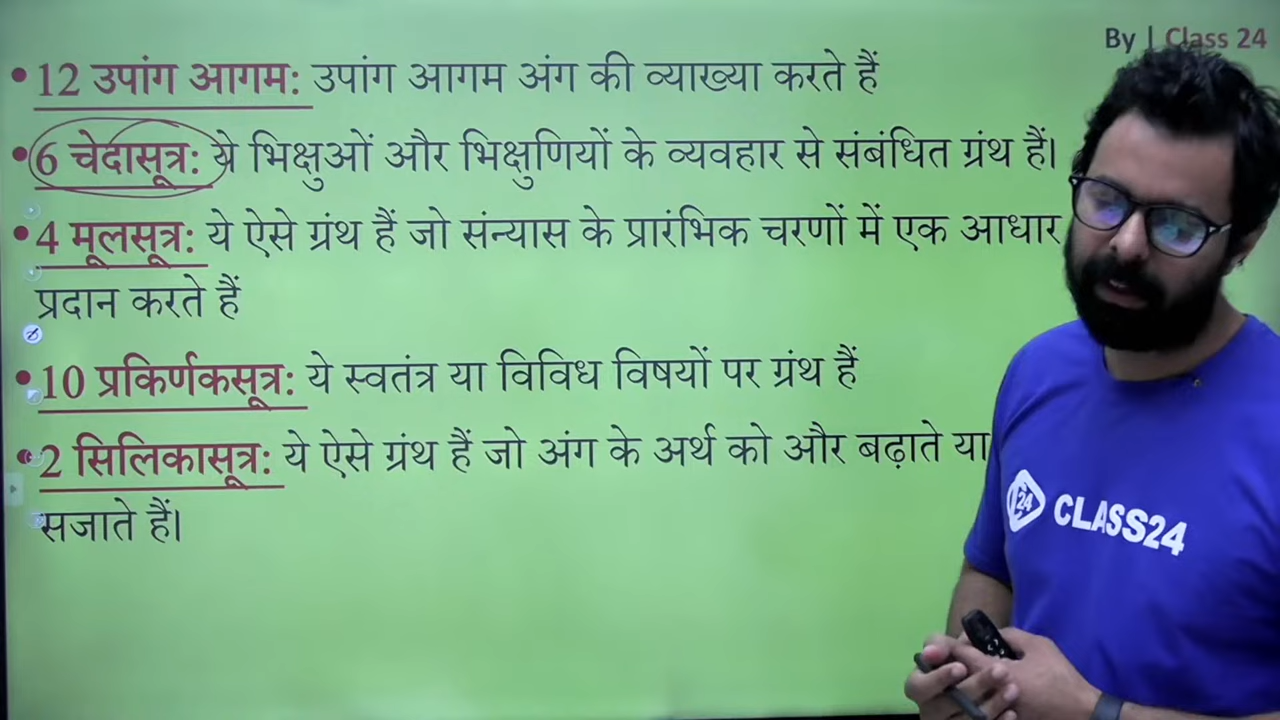 By | Class 24
• 12 उपांग आगम: उपांग आगम अंग की व्याख्या करते हैं
• 6 चेदासूत्र: ये भिक्षुओं और भिक्षुणियों के व्यवहार से संबंधित ग्रंथ हैं।
• 4 मूलसूत्र: ये ऐसे ग्रंथ हैं जो संन्यास के प्रारंभिक चरणों में एक आधार
प्रदान करते हैं
• 10 प्रकिर्णकसूत्र: ये स्वतंत्र या विविध विषयों पर ग्रंथ हैं
• 2 सिलिकासूत्र: ये ऐसे ग्रंथ हैं जो अंग के अर्थ को और बढ़ाते या
सजाते हैं।
24 CLASS24